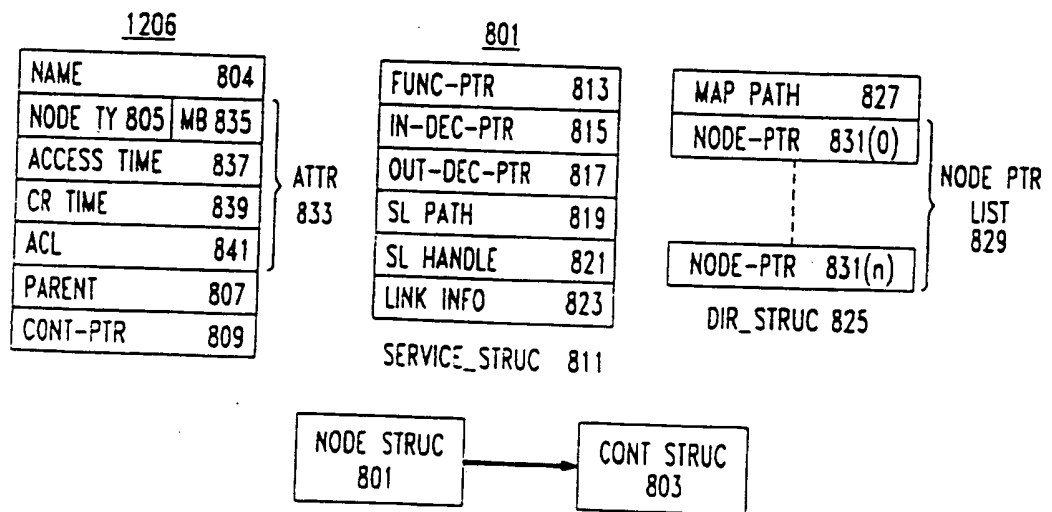 1206
NAME 804
NODE TY 805 MB 835
ACCESS TIME 837
CR TIME 839
ACL 841
PARENT 807
CONT-PTR 809
ATTR
833
801
FUNC-PTR 813
IN-DEC-PTR 815
OUT-DEC-PTR 817
SL PATH 819
SL HANDLE 821
LINK INFO 823
SERVICE_STRUC 811
MAP PATH 827
NODE-PTR 831(0)
NODE-PTR 831(n)
NODE PTR
LIST
829
DIR_STRUC 825
NODE STRUC
801
CONT STRUC
803